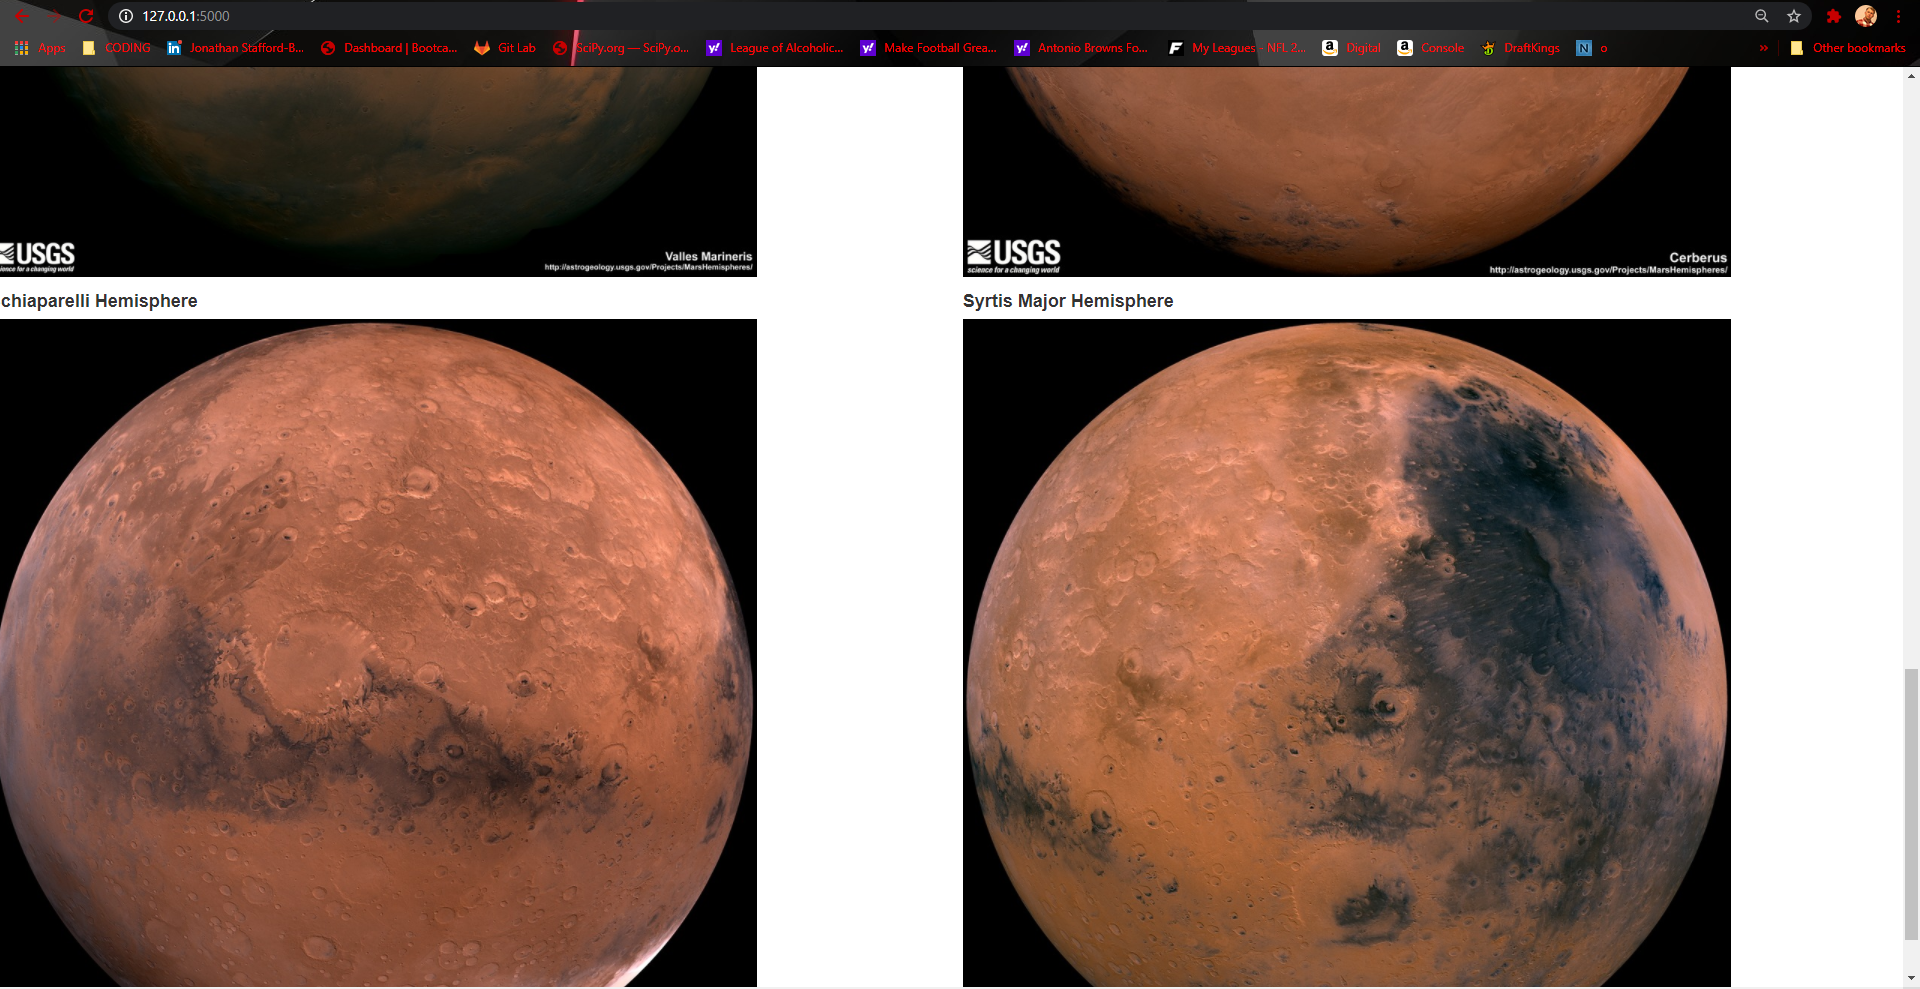 127.0.0.1:5000
Apps
CODING
in Jonathan Stafford-B...
Dashboard | Bootca...
Git Lab
SciPy.org — SciPy.o...
y! League of Alcoholic...
y! Make Football Grea...
y! Antonio Browns Fo...
F My Leagues - NFL 2...
a Digital
a Console
DraftKings
N o
»
Other bookmarks
USGS
ience for a changing world
Valles Marineris
http://astrogeology.usgs.gov/Projects/MarsHemispheres/
USGS
science for a changing world
Cerberus
http://astrogeology.usgs.gov/Projects/MarsHemispheres/
chiaparelli Hemisphere
Syrtis Major Hemisphere